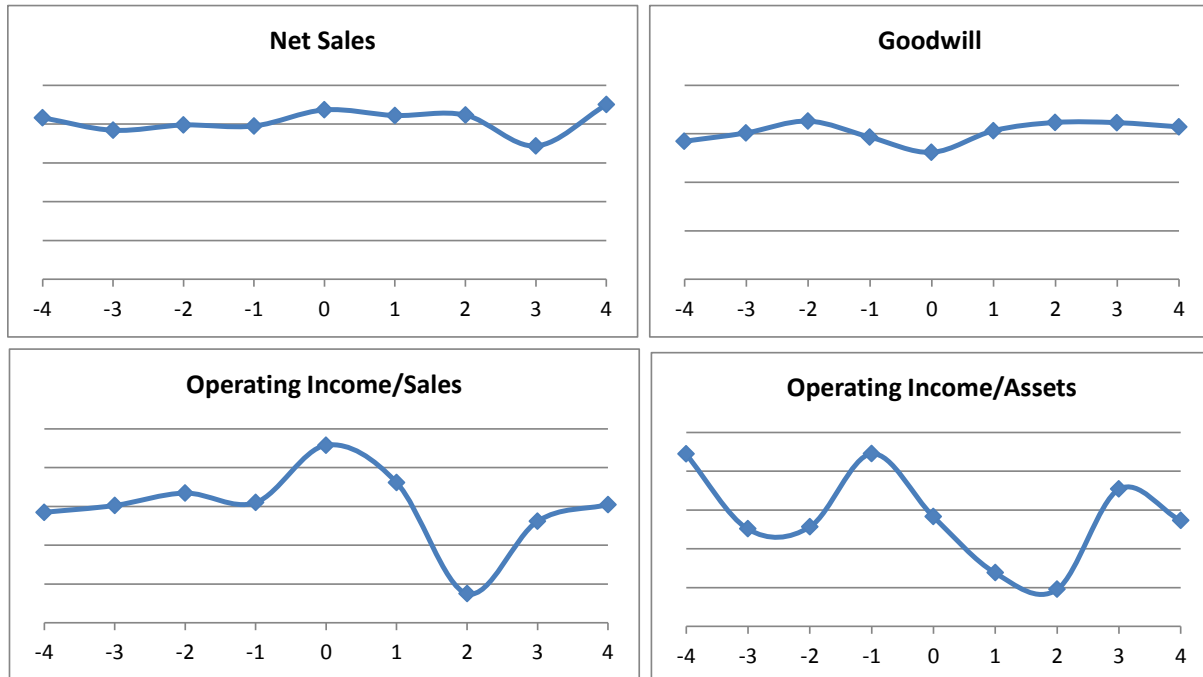 Net Sales
-4 -3 -2 -1 0 1 2 3 4
Goodwill
-4 -3 -2 -1 0 1 2 3 4
Operating Income/Sales
-4 -3 -2 -1 0 1 2 3 4
Operating Income/Assets
-4 -3 -2 -1 0 1 2 3 4